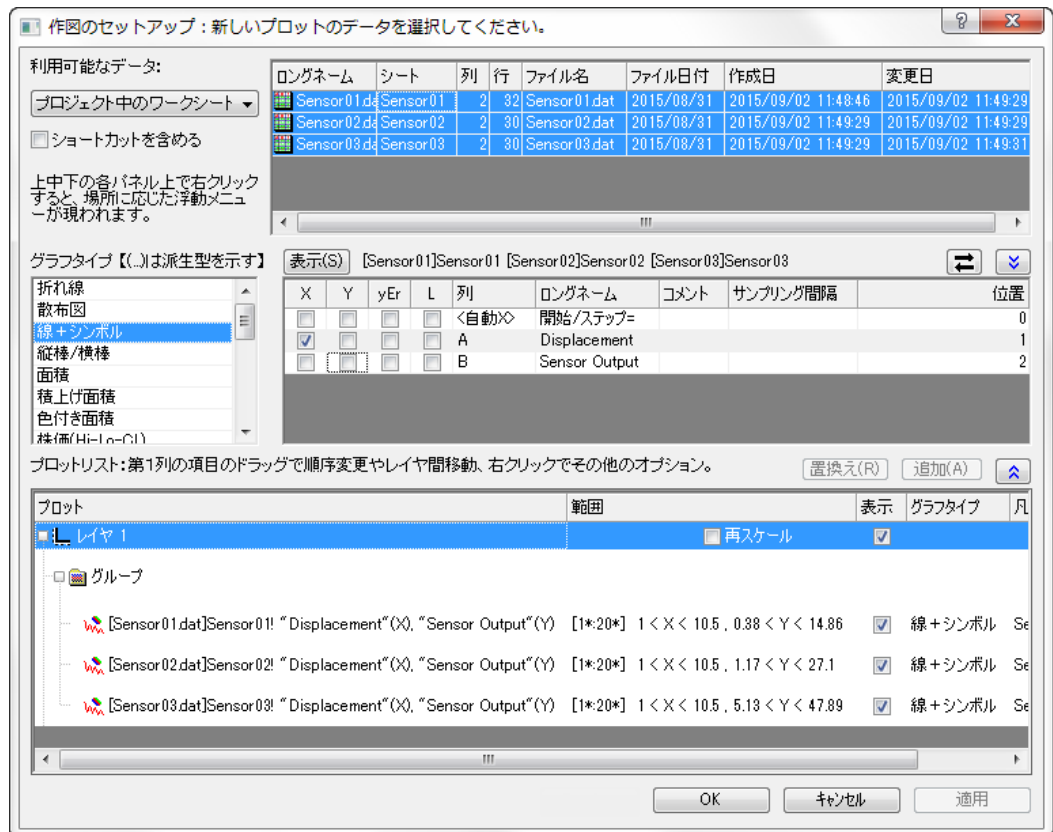 作図のセットアップ：新しいプロットのデータを選択してください。
利用可能なデータ:
プロジェクト中のワークシート
ショートカットを含める
上中下の各パネル上で右クリック
すると、場所に応じた浮動メニュ
ーが現われます。
ロングネーム シート 列 行 ファイル名 ファイル日付 作成日 変更日
Sensor01.da Sensor01 2 32 Sensor01.dat 2015/08/31 2015/09/02 11:48:46 2015/09/02 11:49:29
Sensor02.da Sensor02 2 30 Sensor02.dat 2015/08/31 2015/09/02 11:49:29 2015/09/02 11:49:29
Sensor03.da Sensor03 2 30 Sensor03.dat 2015/08/31 2015/09/02 11:49:29 2015/09/02 11:49:31
グラフタイプ【(...)は派生型を示す】
折れ線
散布図
線+シンボル
縦棒/横棒
面積
積上げ面積
色付き面積
株価(Hi-Lo-Cl)
表示(S) [Sensor01]Sensor01 [Sensor02]Sensor02 [Sensor03]Sensor03
X Y yEr L 列 ロングネーム コメント サンプリング間隔 位置
<自動X> 開始/ステップ= 0
A Displacement 1
B Sensor Output 2
プロットリスト:第1列の項目のドラッグで順序変更やレイヤ間移動、右クリックでその他のオプション。
置換え(R) 追加(A)
プロット 範囲 表示 グラフタイプ 凡
レイヤ 1 再スケール
グループ
[Sensor01.dat]Sensor01! "Displacement"(X), "Sensor Output"(Y) [1*:20*] 1 < X < 10.5 , 0.38 < Y < 14.86 線+シンボル Se
[Sensor02.dat]Sensor02! "Displacement"(X), "Sensor Output"(Y) [1*:20*] 1 < X < 10.5 , 1.17 < Y < 27.1 線+シンボル Se
[Sensor03.dat]Sensor03! "Displacement"(X), "Sensor Output"(Y) [1*:20*] 1 < X < 10.5 , 5.13 < Y < 47.89 線+シンボル Se
OK キャンセル 適用